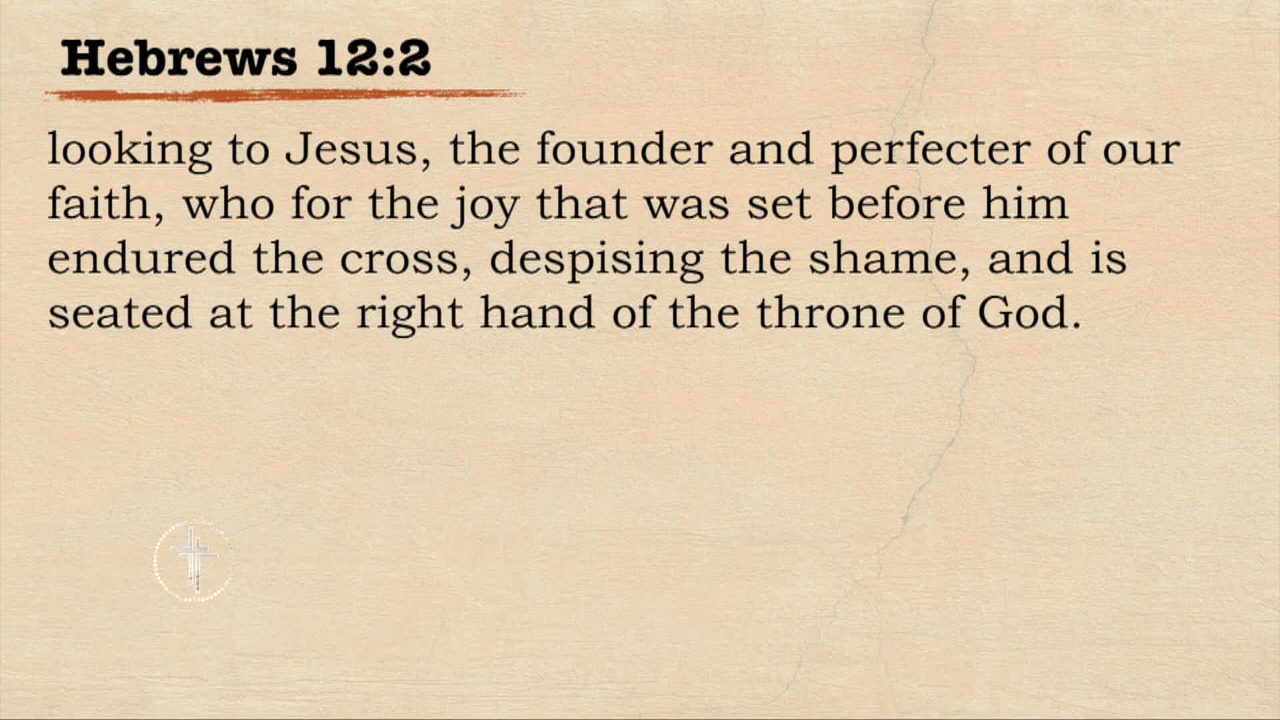 Hebrews 12:2
looking to Jesus, the founder and perfecter of our
faith, who for the joy that was set before him
endured the cross, despising the shame, and is
seated at the right hand of the throne of God.